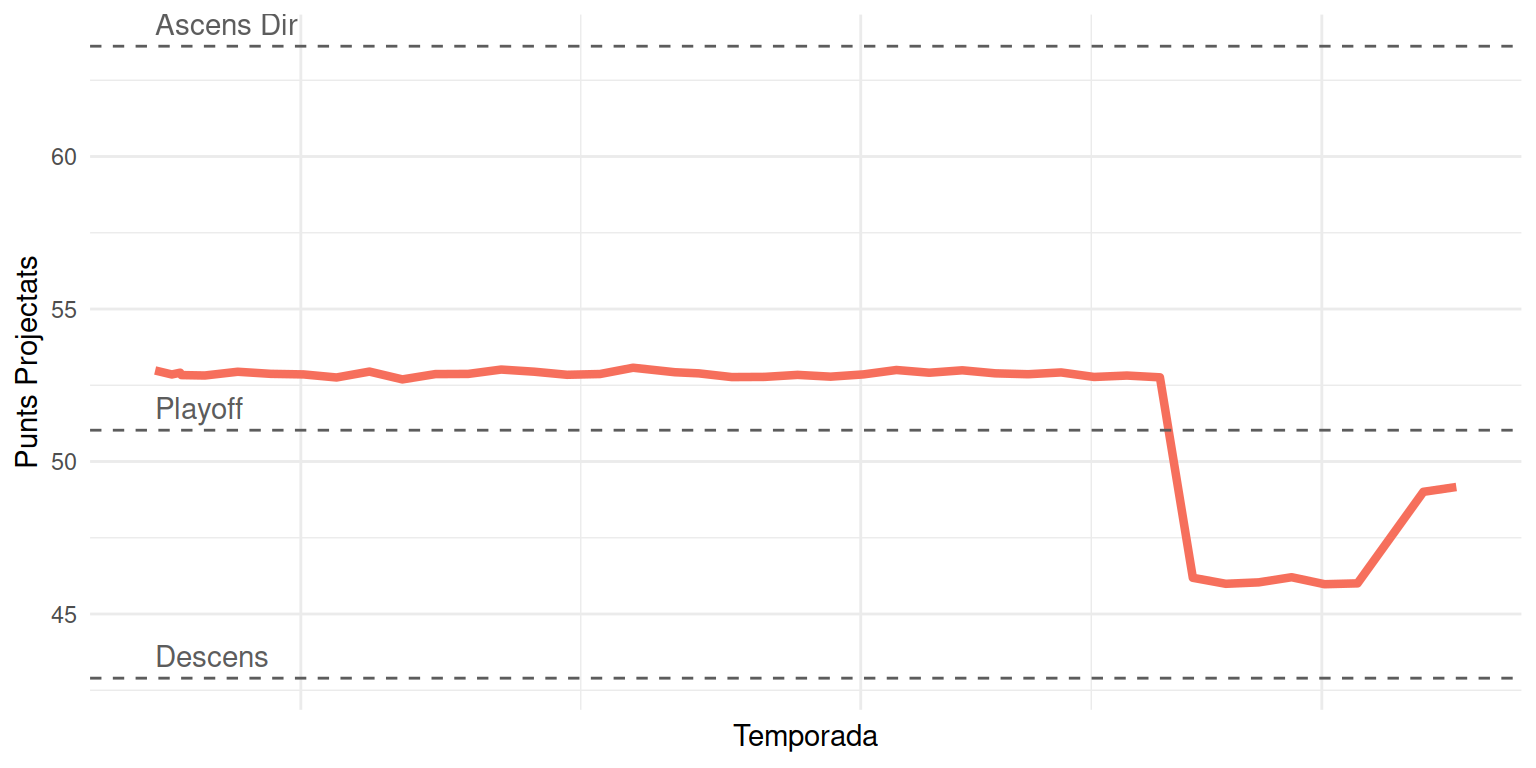 Ascens Dir
60
55
Playoff
50
45
Descens
Punts Projectats
Temporada